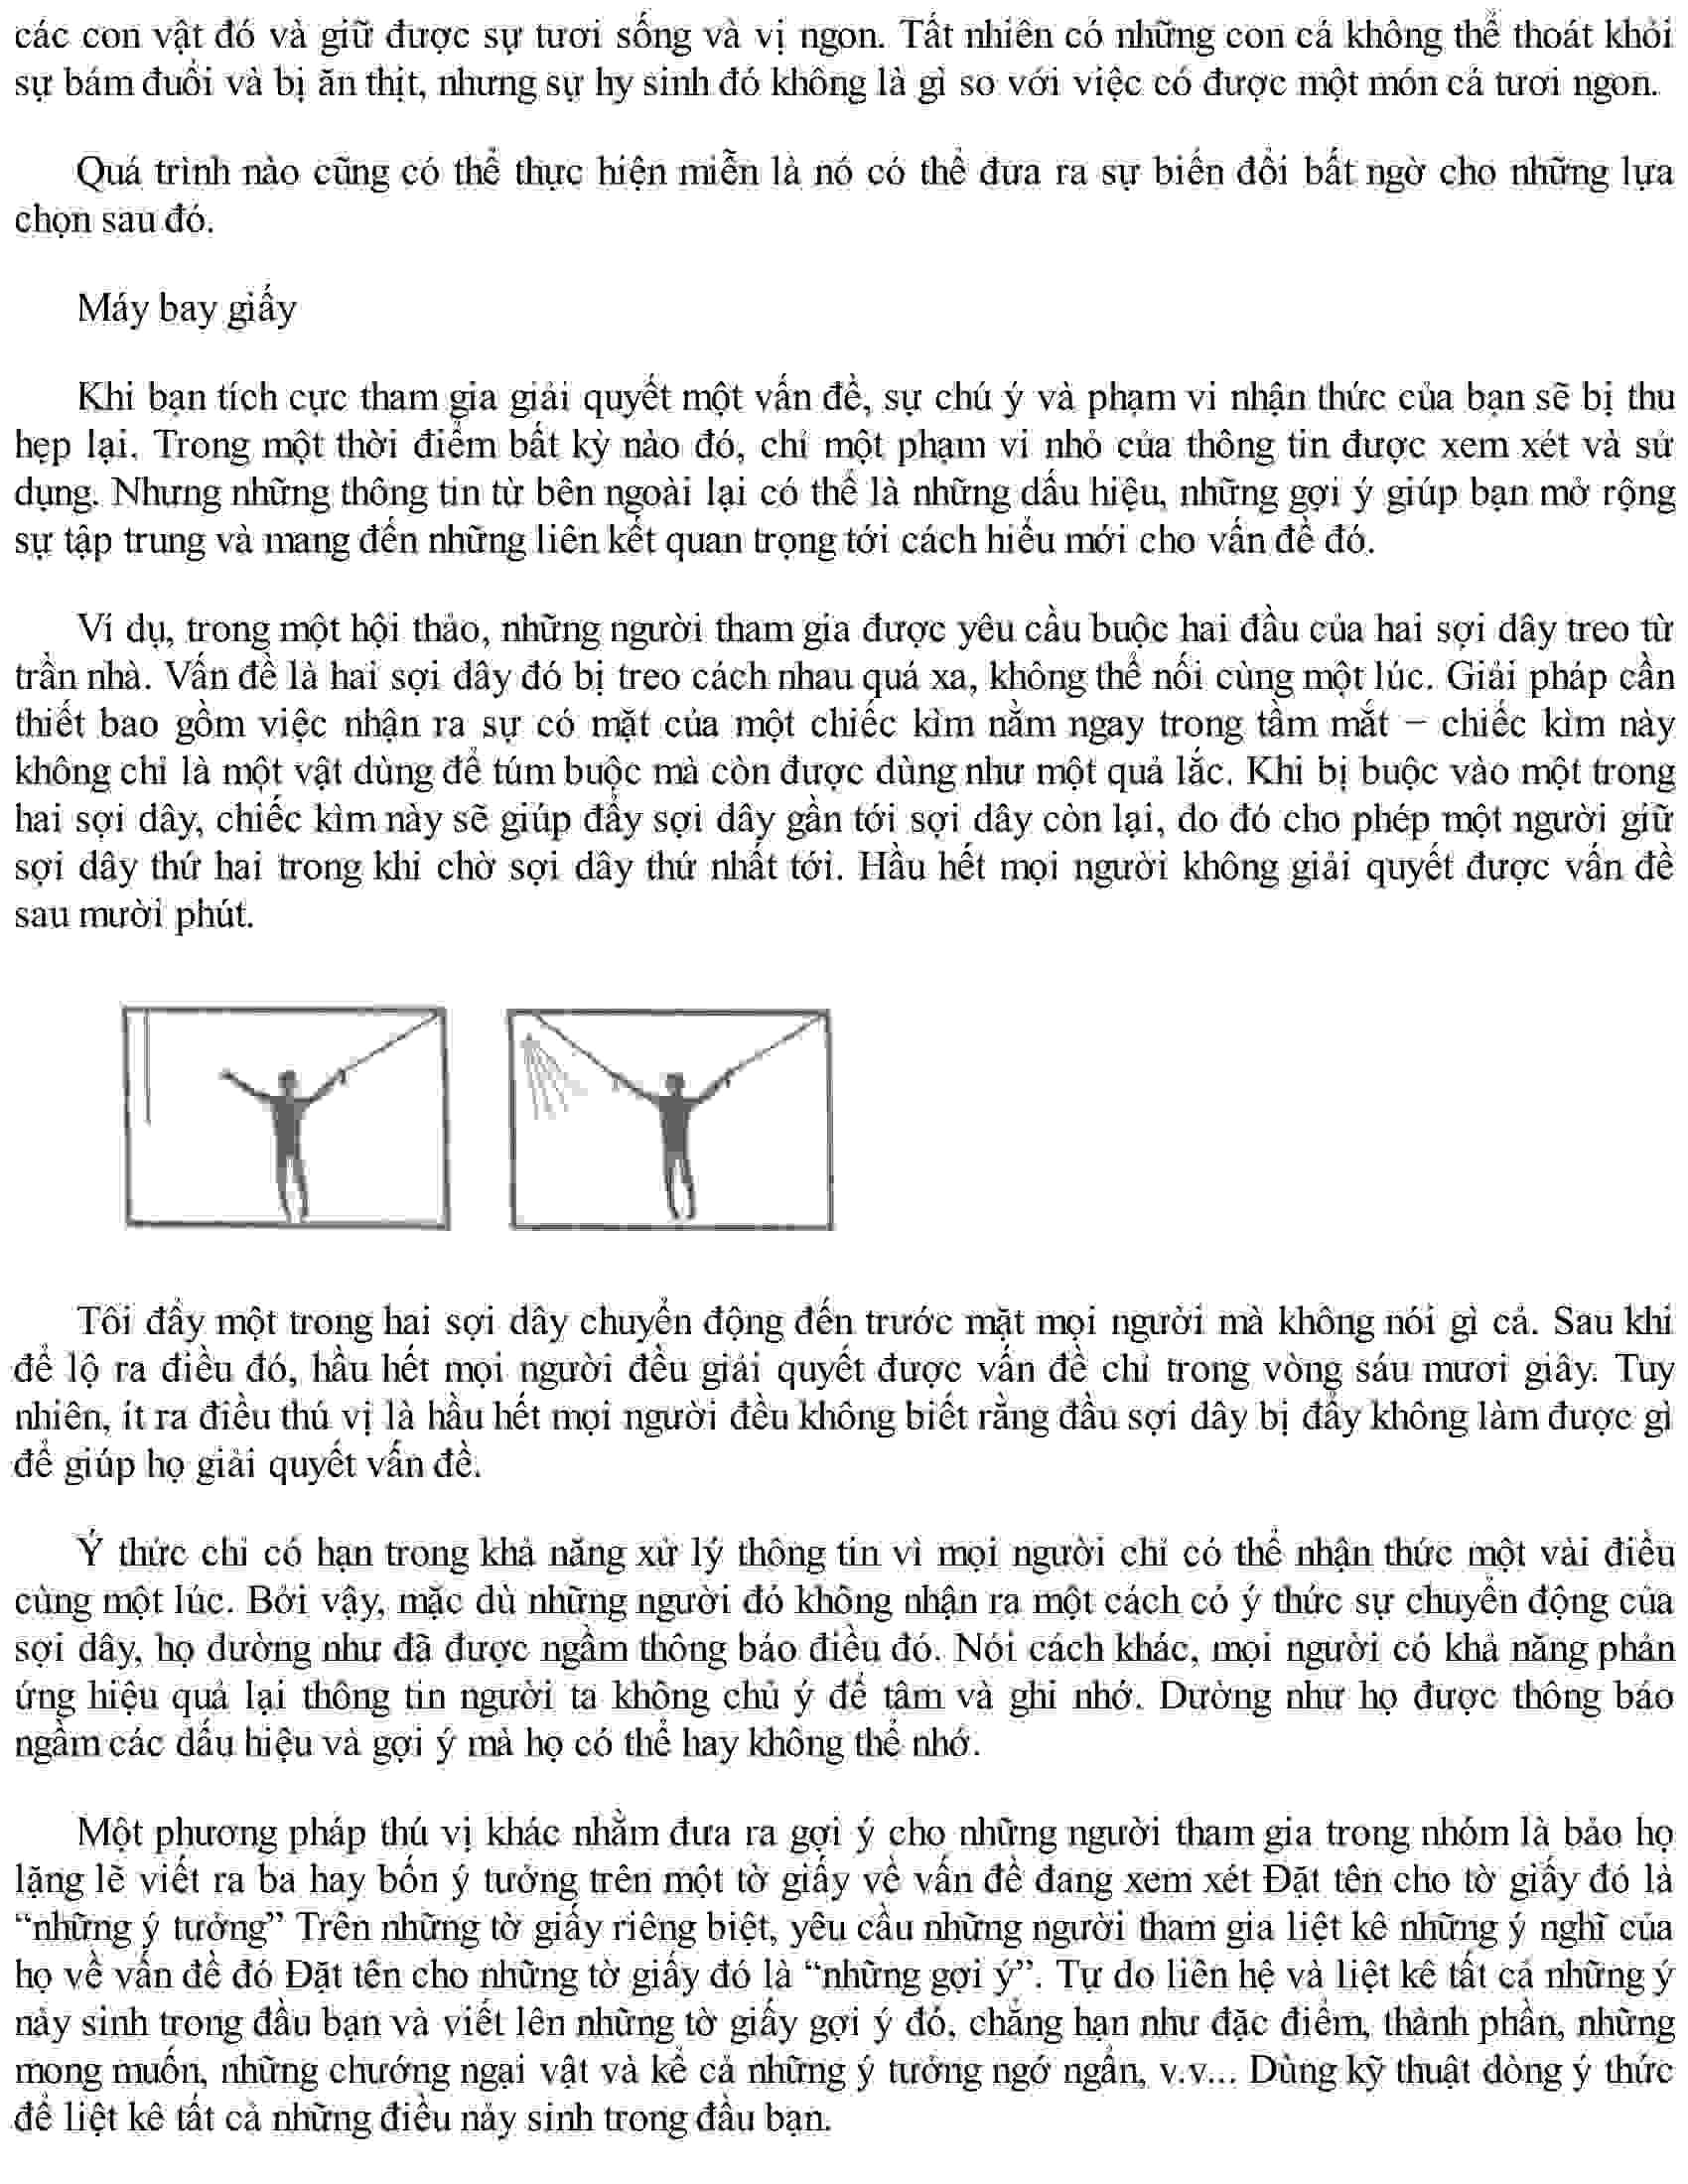 các con vật đó và giữ được sự tươi sống và vị ngon. Tất nhiên có những con cá không thể thoát khỏi
sự bám đuổi và bị ăn thịt, nhưng sự hy sinh đó không là gì so với việc có được một món cá tươi ngon.
Quá trình nào cũng có thể thực hiện miễn là nó có thể đưa ra sự biến đổi bất ngờ cho những lựa
chọn sau đó.
Máy bay giấy
Khi bạn tích cực tham gia giải quyết một vấn đề, sự chú ý và phạm vi nhận thức của bạn sẽ bị thu
hẹp lại. Trong một thời điểm bất kỳ nào đó, chỉ một phạm vi nhỏ của thông tin được xem xét và sử
dụng. Nhưng những thông tin từ bên ngoài lại có thể là những dấu hiệu, những gợi ý giúp bạn mở rộng
sự tập trung và mang đến những liên kết quan trọng tới cách hiểu mới cho vấn đề đó.
Ví dụ, trong một hội thảo, những người tham gia được yêu cầu buộc hai đầu của hai sợi dây treo từ
trần nhà. Vấn đề là hai sợi dây đó bị treo cách nhau quá xa, không thể nối cùng một lúc. Giải pháp cần
thiết bao gồm việc nhận ra sự có mặt của một chiếc kìm nằm ngay trong tầm mắt – chiếc kìm này
không chỉ là một vật dùng để túm buộc mà còn được dùng như một quả lắc. Khi bị buộc vào một trong
hai sợi dây, chiếc kìm này sẽ giúp đẩy sợi dây gần tới sợi dây còn lại, do đó cho phép một người giữ
sợi dây thứ hai trong khi chờ sợi dây thứ nhất tới. Hầu hết mọi người không giải quyết được vấn đề
sau mười phút.
Tôi đẩy một trong hai sợi dây chuyển động đến trước mặt mọi người mà không nói gì cả. Sau khi
để lộ ra điều đó, hầu hết mọi người đều giải quyết được vấn đề chỉ trong vòng sáu mươi giây. Tuy
nhiên, ít ra điều thú vị là hầu hết mọi người đều không biết rằng đầu sợi dây bị đẩy không làm được gì
để giúp họ giải quyết vấn đề.
Ý thức chỉ có hạn trong khả năng xử lý thông tin vì mọi người chỉ có thể nhận thức một vài điều
cùng một lúc. Bởi vậy, mặc dù những người đó không nhận ra một cách có ý thức sự chuyển động của
sợi dây, họ dường như đã được ngầm thông báo điều đó. Nói cách khác, mọi người có khả năng phản
ứng hiệu quả lại thông tin người ta không chủ ý để tâm và ghi nhớ. Dường như họ được thông báo
ngầm các dấu hiệu và gợi ý mà họ có thể hay không thể nhớ.
Một phương pháp thú vị khác nhằm đưa ra gợi ý cho những người tham gia trong nhóm là bảo họ
lặng lẽ viết ra ba hay bốn ý tưởng trên một tờ giấy về vấn đề đang xem xét Đặt tên cho tờ giấy đó là
“những ý tưởng” Trên những tờ giấy riêng biệt, yêu cầu những người tham gia liệt kê những ý nghĩ của
họ về vấn đề đó Đặt tên cho những tờ giấy đó là “những gợi ý”. Tự do liên hệ và liệt kê tất cả những ý
nảy sinh trong đầu bạn và viết lên những tờ giấy gợi ý đó, chẳng hạn như đặc điểm, thành phần, những
mong muốn, những chướng ngại vật và kể cả những ý tưởng ngớ ngẩn, v.v... Dùng kỹ thuật dòng ý thức
để liệt kê tất cả những điều nảy sinh trong đầu bạn.